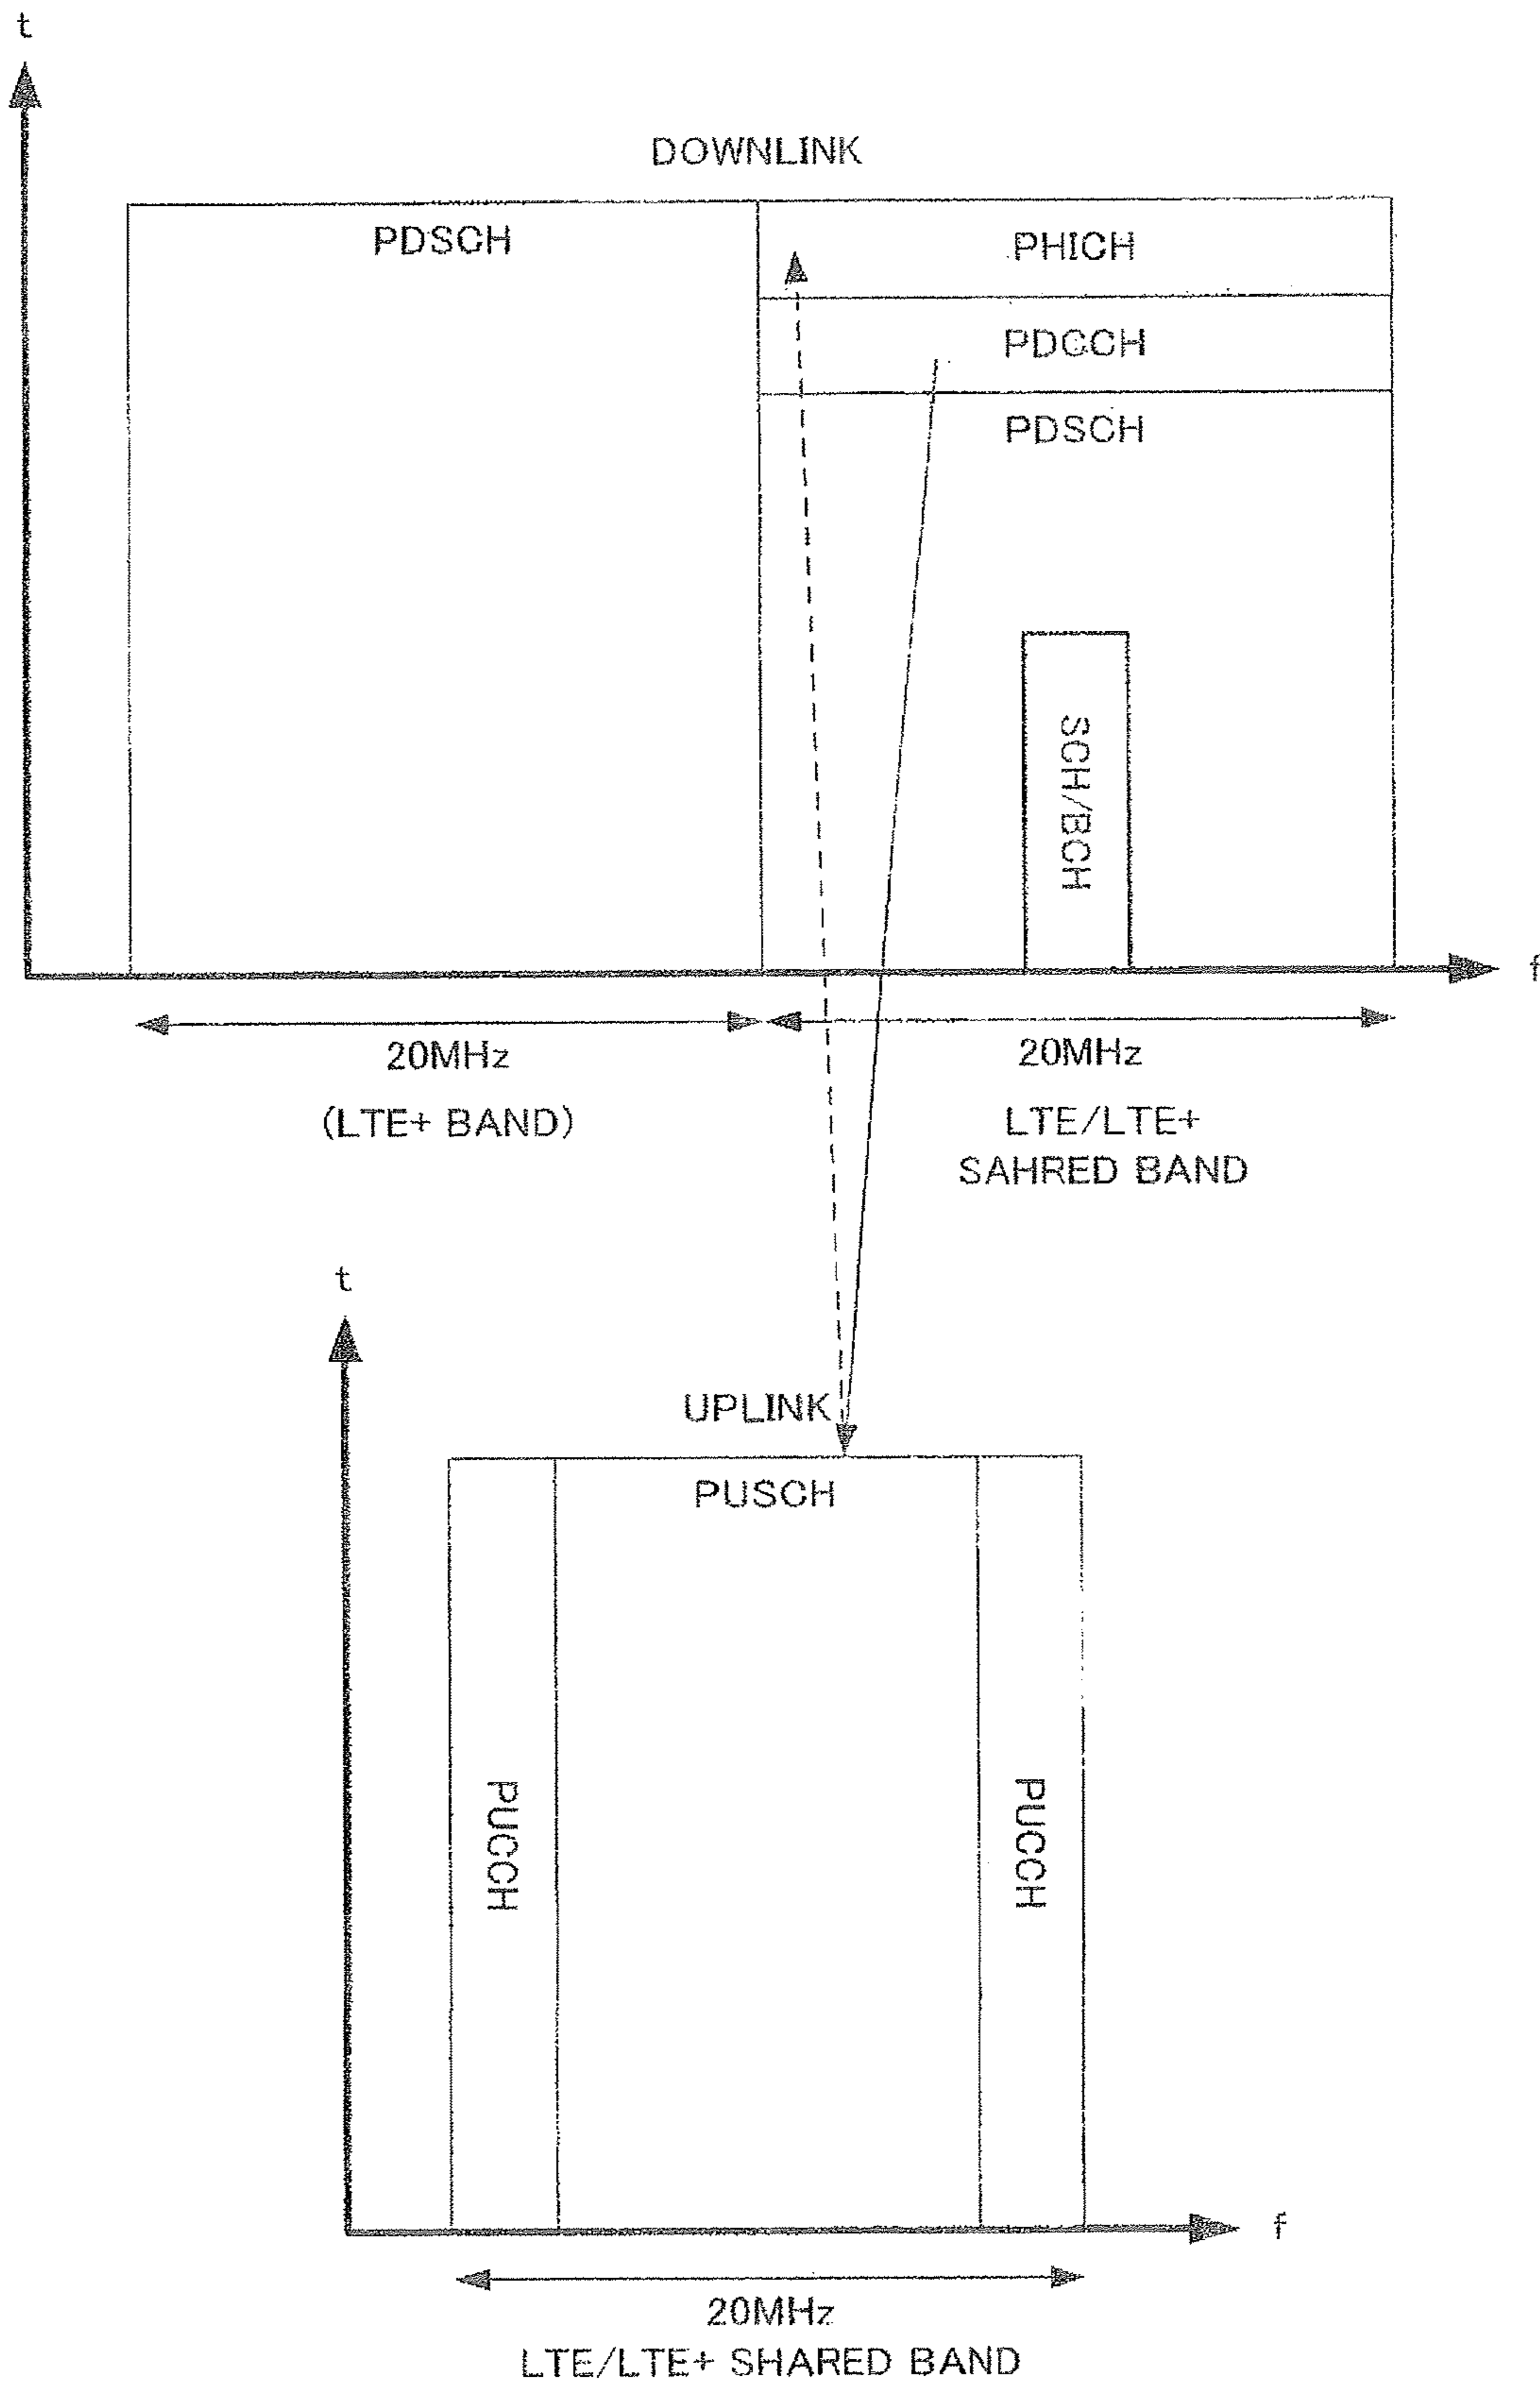 t
DOWNLINK
PDSCH
PHICH
PDCCH
PDSCH
SCH/BCH
f
20MHz
20MHz
(LTE+ BAND)
LTE/LTE+
SAHRED BAND
t
UPLINK
PUSCH
PUCCH
PUCCH
f
20MHz
LTE/LTE+ SHARED BAND